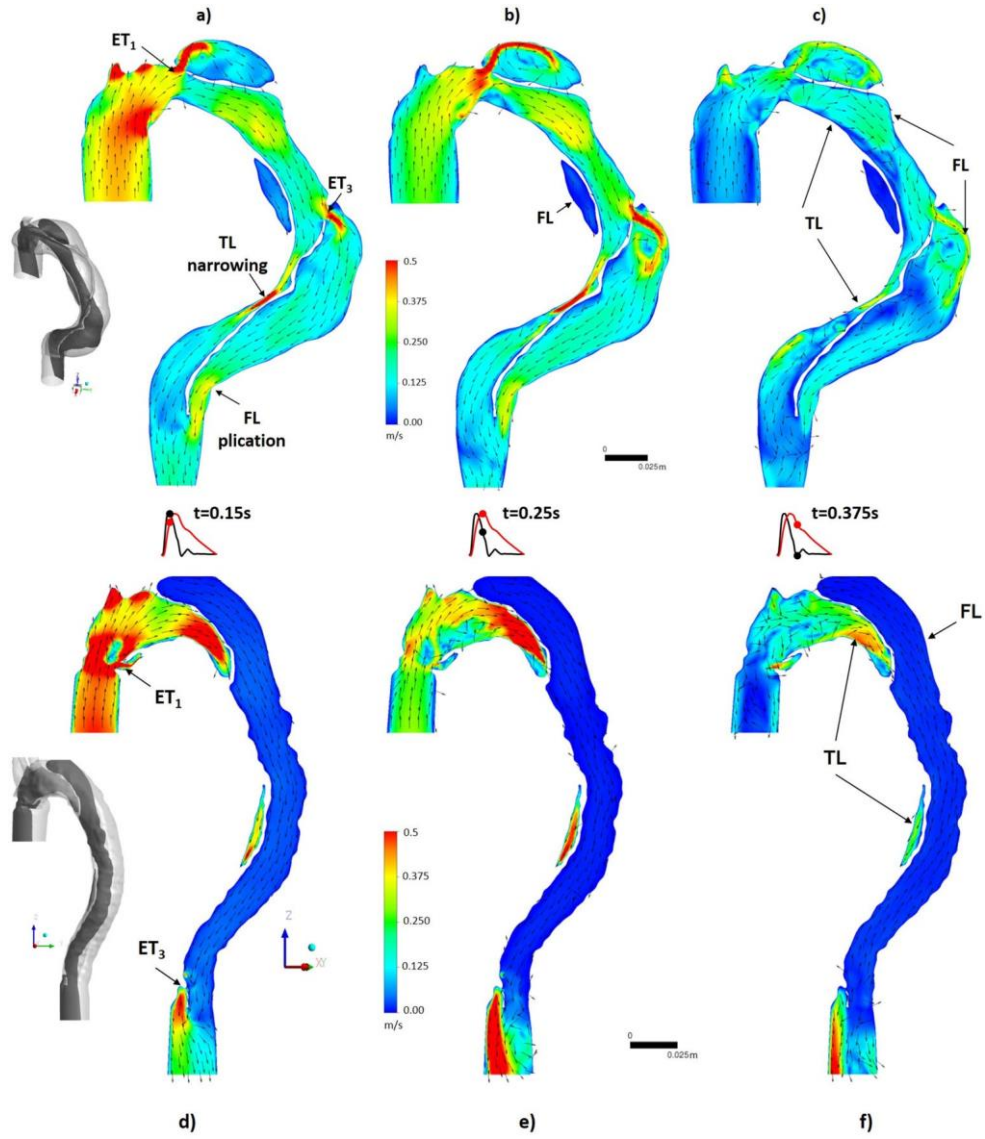 a) b) c)
ET₁
ET₃
FL
TL
FL
TL
narrowing
FL
plication
0.5
0.375
0.250
0.125
0.00
m/s
0
0.025m
t=0.15s t=0.25s t=0.375s
FL
ET₁
TL
0.5
0.375
0.250
0.125
0.00
m/s
ET₃
Z
XY
0
0.025m
d) e) f)